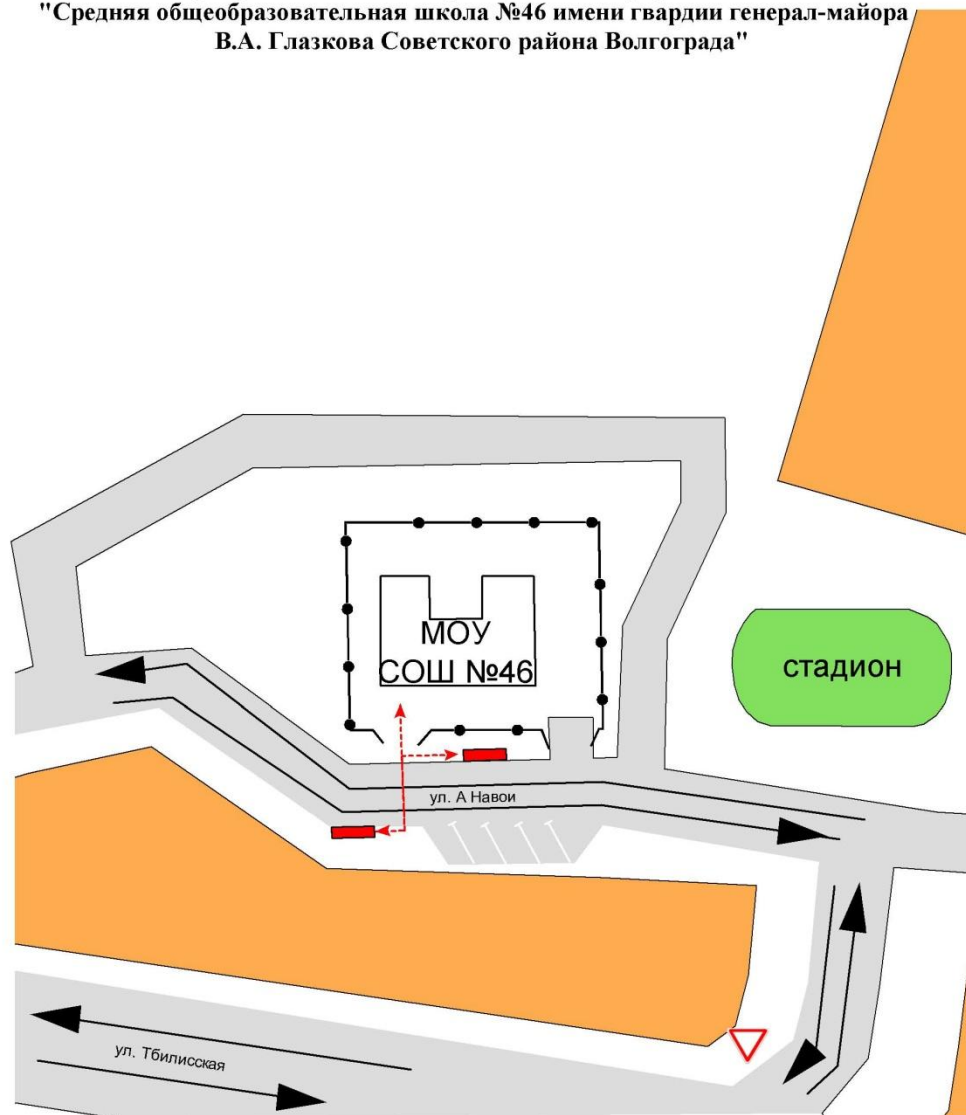 "Средняя общеобразовательная школа №46 имени гвардии генерал-майора
В.А. Глазкова Советского района Волгограда"
МОУ
СОШ №46
стадион
ул. А Навои
ул. Тбилисская